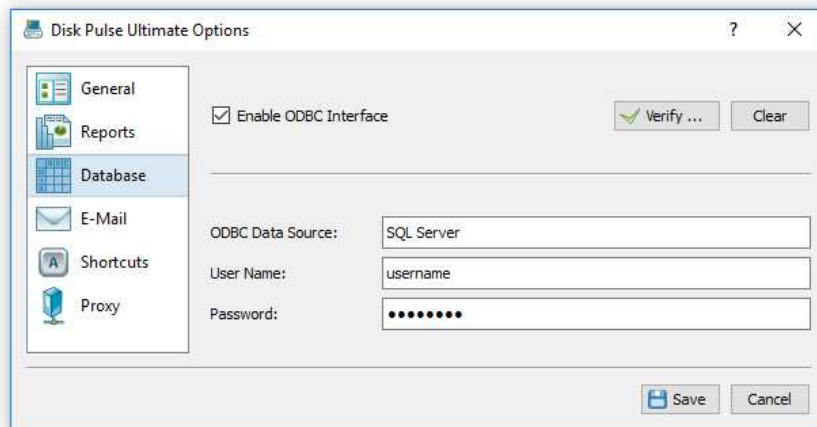 Disk Pulse Ultimate Options
?
General
Reports
Database
E-Mail
A
Shortcuts
Proxy
Enable ODBC Interface
Verify ...
Clear
ODBC Data Source:
SQL Server
User Name:
username
Password:
••••••••
Save
Cancel